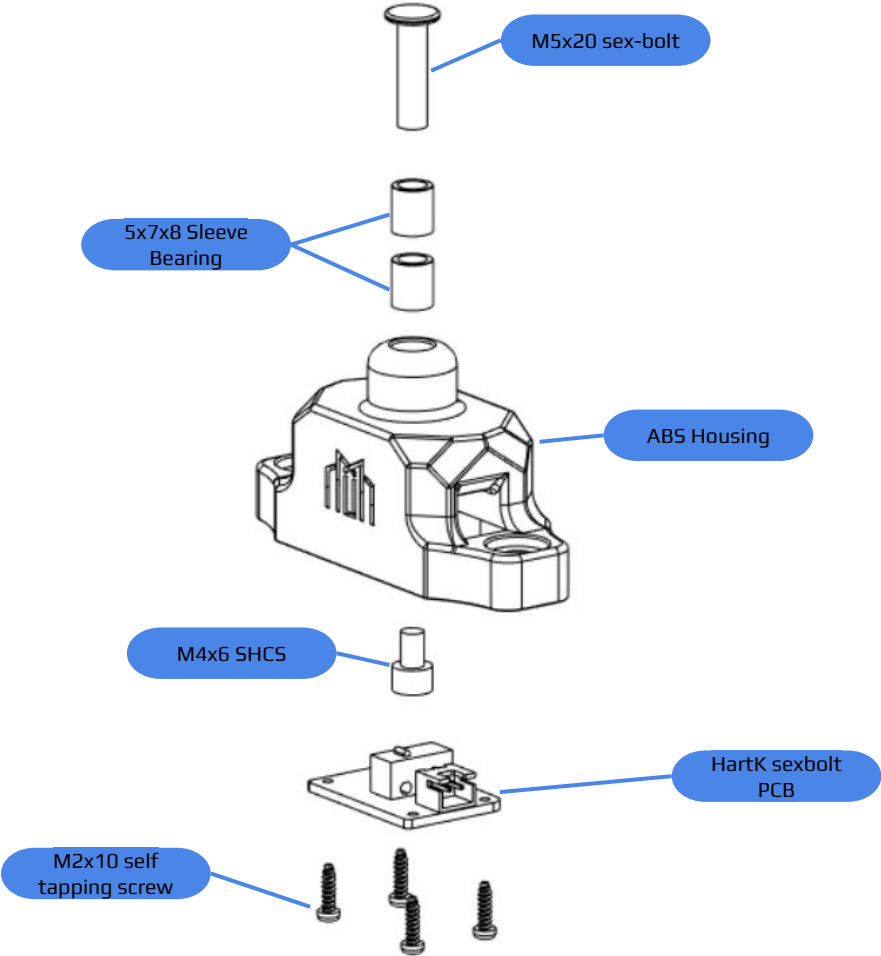 M5x20 sex-bolt
5x7x8 Sleeve
Bearing
ABS Housing
M4x6 SHCS
HartK sexbolt
PCB
M2x10 self
tapping screw